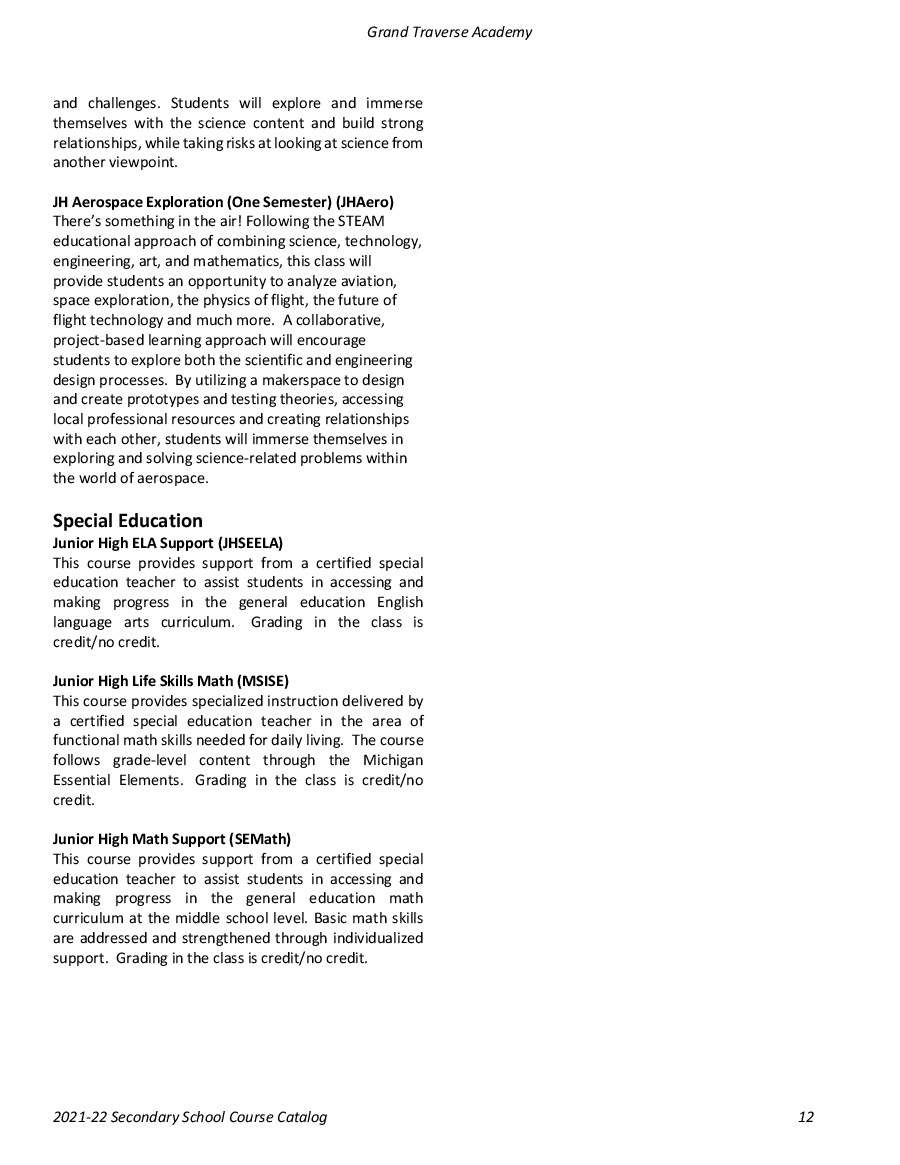 Grand Traverse Academy
and challenges. Students will explore and immerse
themselves with the science content and build strong
relationships, while taking risks at looking at science from
another viewpoint.
JH Aerospace Exploration (One Semester) (JHAero)
There’s something in the air! Following the STEAM
educational approach of combining science, technology,
engineering, art, and mathematics, this class will
provide students an opportunity to analyze aviation,
space exploration, the physics of flight, the future of
flight technology and much more. A collaborative,
project-based learning approach will encourage
students to explore both the scientific and engineering
design processes. By utilizing a makerspace to design
and create prototypes and testing theories, accessing
local professional resources and creating relationships
with each other, students will immerse themselves in
exploring and solving science-related problems within
the world of aerospace.
Special Education
Junior High ELA Support (JHSEELA)
This course provides support from a certified special
education teacher to assist students in accessing and
making progress in the general education English
language arts curriculum. Grading in the class is
credit/no credit.
Junior High Life Skills Math (MSISE)
This course provides specialized instruction delivered by
a certified special education teacher in the area of
functional math skills needed for daily living. The course
follows grade-level content through the Michigan
Essential Elements. Grading in the class is credit/no
credit.
Junior High Math Support (SEMath)
This course provides support from a certified special
education teacher to assist students in accessing and
making progress in the general education math
curriculum at the middle school level. Basic math skills
are addressed and strengthened through individualized
support. Grading in the class is credit/no credit.
2021-22 Secondary School Course Catalog 12